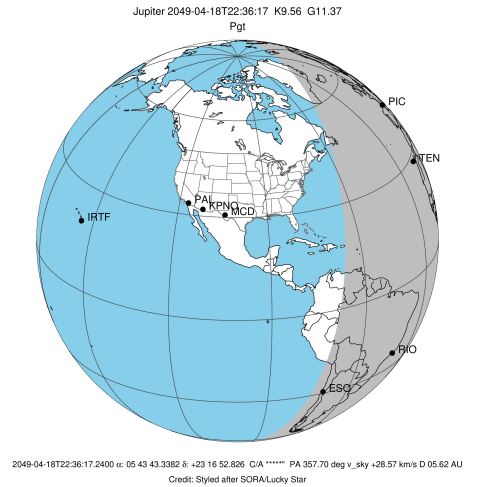 Jupiter 2049-04-18T22:36:17 K9.56 G11.37
Pgt
PIC
TEN
PAL
KPNO
MCD
IRTF
RIO
ESO
2049-04-18T22:36:17.2400 α: 05 43 43.3382 δ: +23 16 52.826 C/A *****" PA 357.70 deg v_sky +28.57 km/s D 05.62 AU
Credit: Styled after SORA/Lucky Star